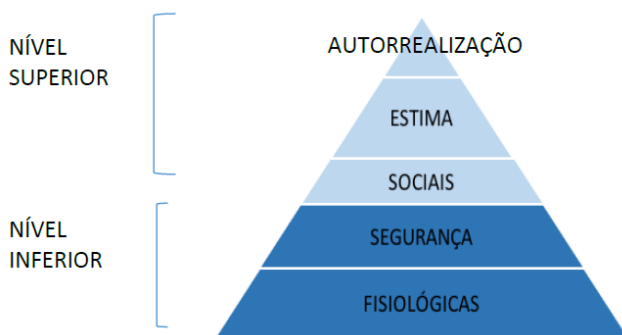 NÍVEL
SUPERIOR
AUTORREALIZAÇÃO
ESTIMA
SOCIAIS
NÍVEL
INFERIOR
SEGURANÇA
FISIOLÓGICAS